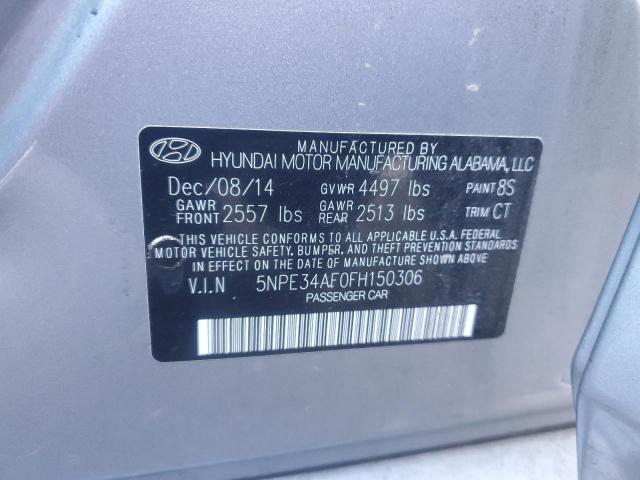 MANUFACTURED BY
HYUNDAI MOTOR MANUFACTURING ALABAMA, LLC
Dec/08/14 GVWR 4497 lbs PAINT 8S
GAWR FRONT 2557 lbs GAWR REAR 2513 lbs TRIM CT
THIS VEHICLE CONFORMS TO ALL APPLICABLE U.S.A. FEDERAL
MOTOR VEHICLE SAFETY, BUMPER, AND THEFT PREVENTION STANDARDS
IN EFFECT ON THE DATE OF MANUFACTURE SHOWN ABOVE
V.I.N 5NPE34AF0FH150306
PASSENGER CAR